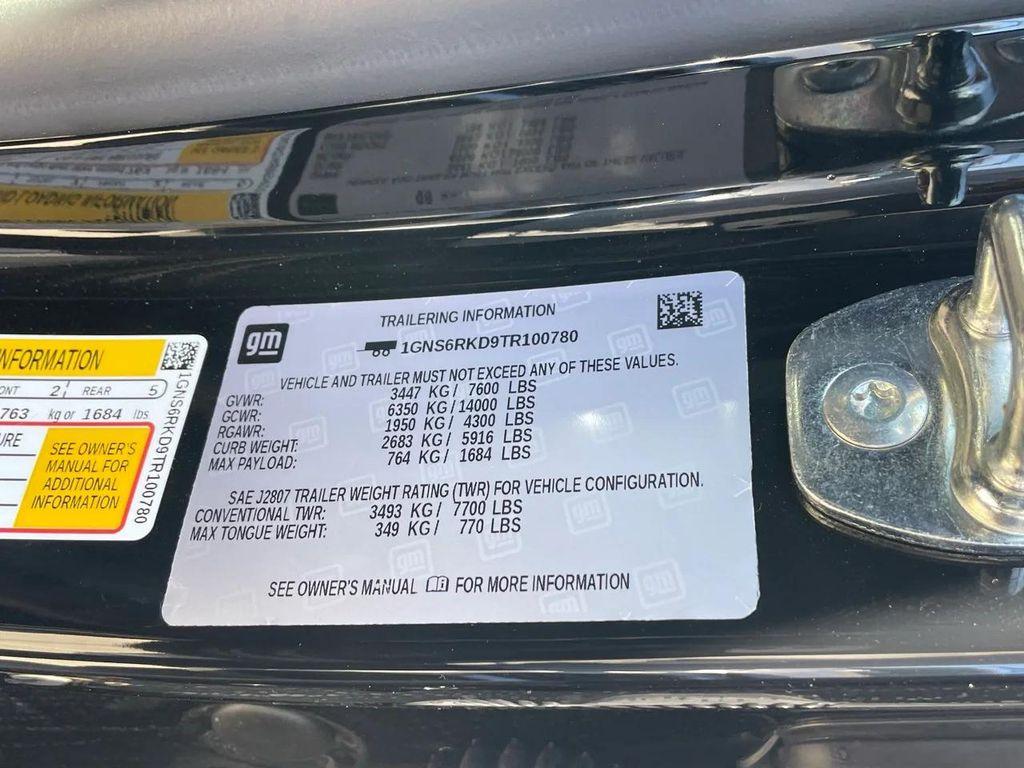 NFORMATION
ONT 2 REAR 5
763 kg or 1684 lbs
URE
SEE OWNER'S
MANUAL FOR
ADDITIONAL
INFORMATION
1GNS6RKD9TR100780
gm
TRAILERING INFORMATION
1GNS6RKD9TR100780
VEHICLE AND TRAILER MUST NOT EXCEED ANY OF THESE VALUES.
GVWR: 3447 KG / 7600 LBS
GCWR: 6350 KG / 14000 LBS
RGAWR: 1950 KG / 4300 LBS
CURB WEIGHT: 2683 KG / 5916 LBS
MAX PAYLOAD: 764 KG / 1684 LBS
SAE J2807 TRAILER WEIGHT RATING (TWR) FOR VEHICLE CONFIGURATION.
CONVENTIONAL TWR: 3493 KG / 7700 LBS
MAX TONGUE WEIGHT: 349 KG / 770 LBS
SEE OWNER'S MANUAL FOR MORE INFORMATION